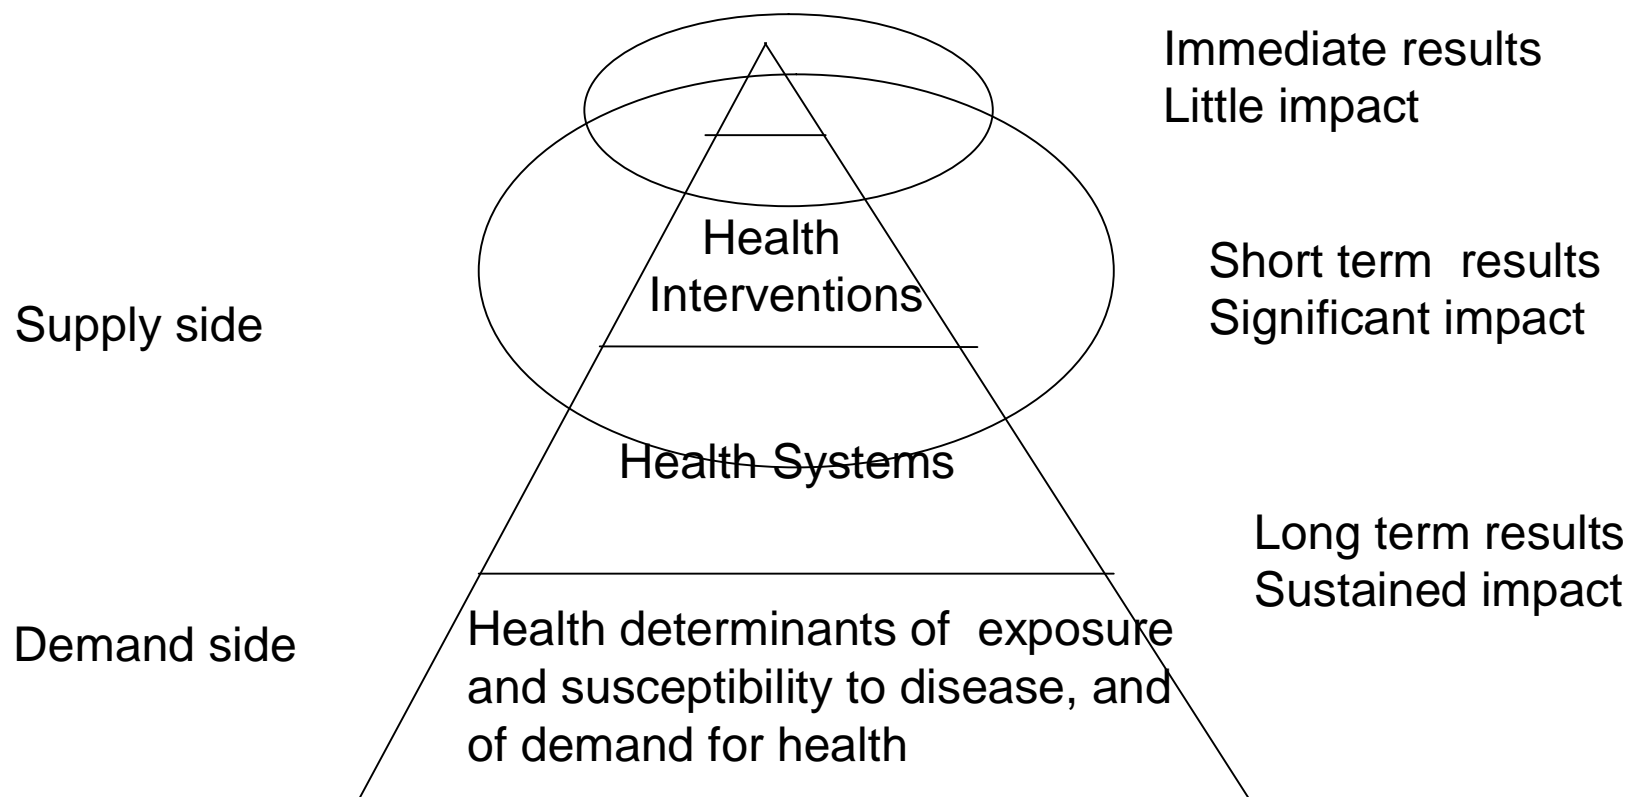 Immediate results
Little impact
Health
Interventions
Short term  results
Significant impact
Supply side
Health Systems
Long term results
Sustained impact
Demand side
Health determinants of  exposure
and susceptibility to disease, and
of demand for health